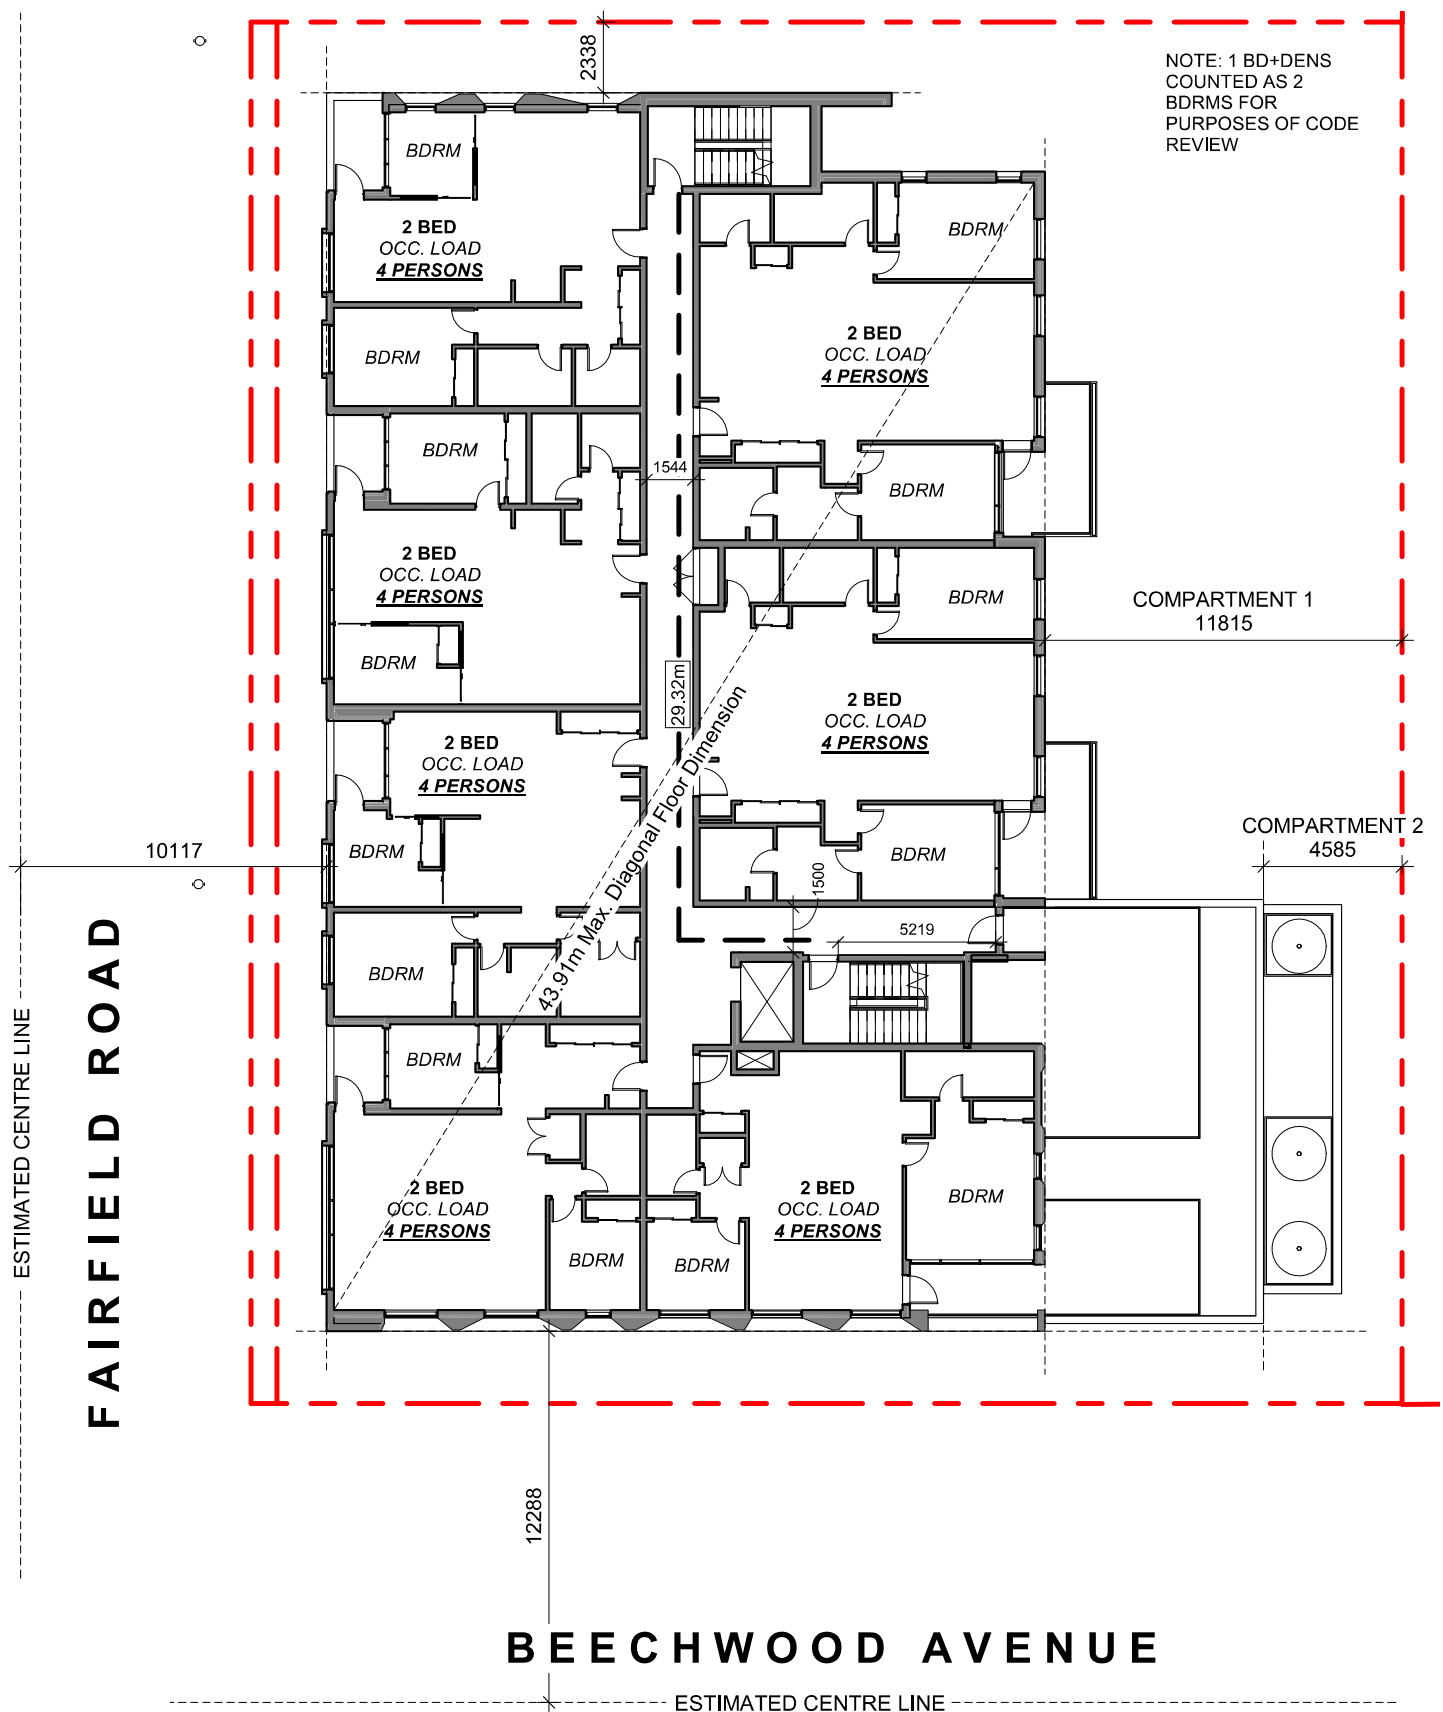 2338
NOTE: 1 BD+DENS
COUNTED AS 2
BDRMS FOR
PURPOSES OF CODE
REVIEW
BDRM
2 BED
OCC. LOAD
4 PERSONS
BDRM
BDRM
2 BED
OCC. LOAD
4 PERSONS
BDRM
BDRM
1544
2 BED
OCC. LOAD
4 PERSONS
BDRM
BDRM
2 BED
OCC. LOAD
4 PERSONS
BDRM
COMPARTMENT 1
11815
29.32m
43.91m Max. Diagonal Floor Dimension
2 BED
OCC. LOAD
4 PERSONS
BDRM
BDRM
1500
5219
COMPARTMENT 2
4585
10117
BDRM
2 BED
OCC. LOAD
4 PERSONS
BDRM
BDRM
2 BED
OCC. LOAD
4 PERSONS
BDRM
BDRM
ESTIMATED CENTRE LINE
FAIRFIELD ROAD
12288
BEECHWOOD AVENUE
ESTIMATED CENTRE LINE